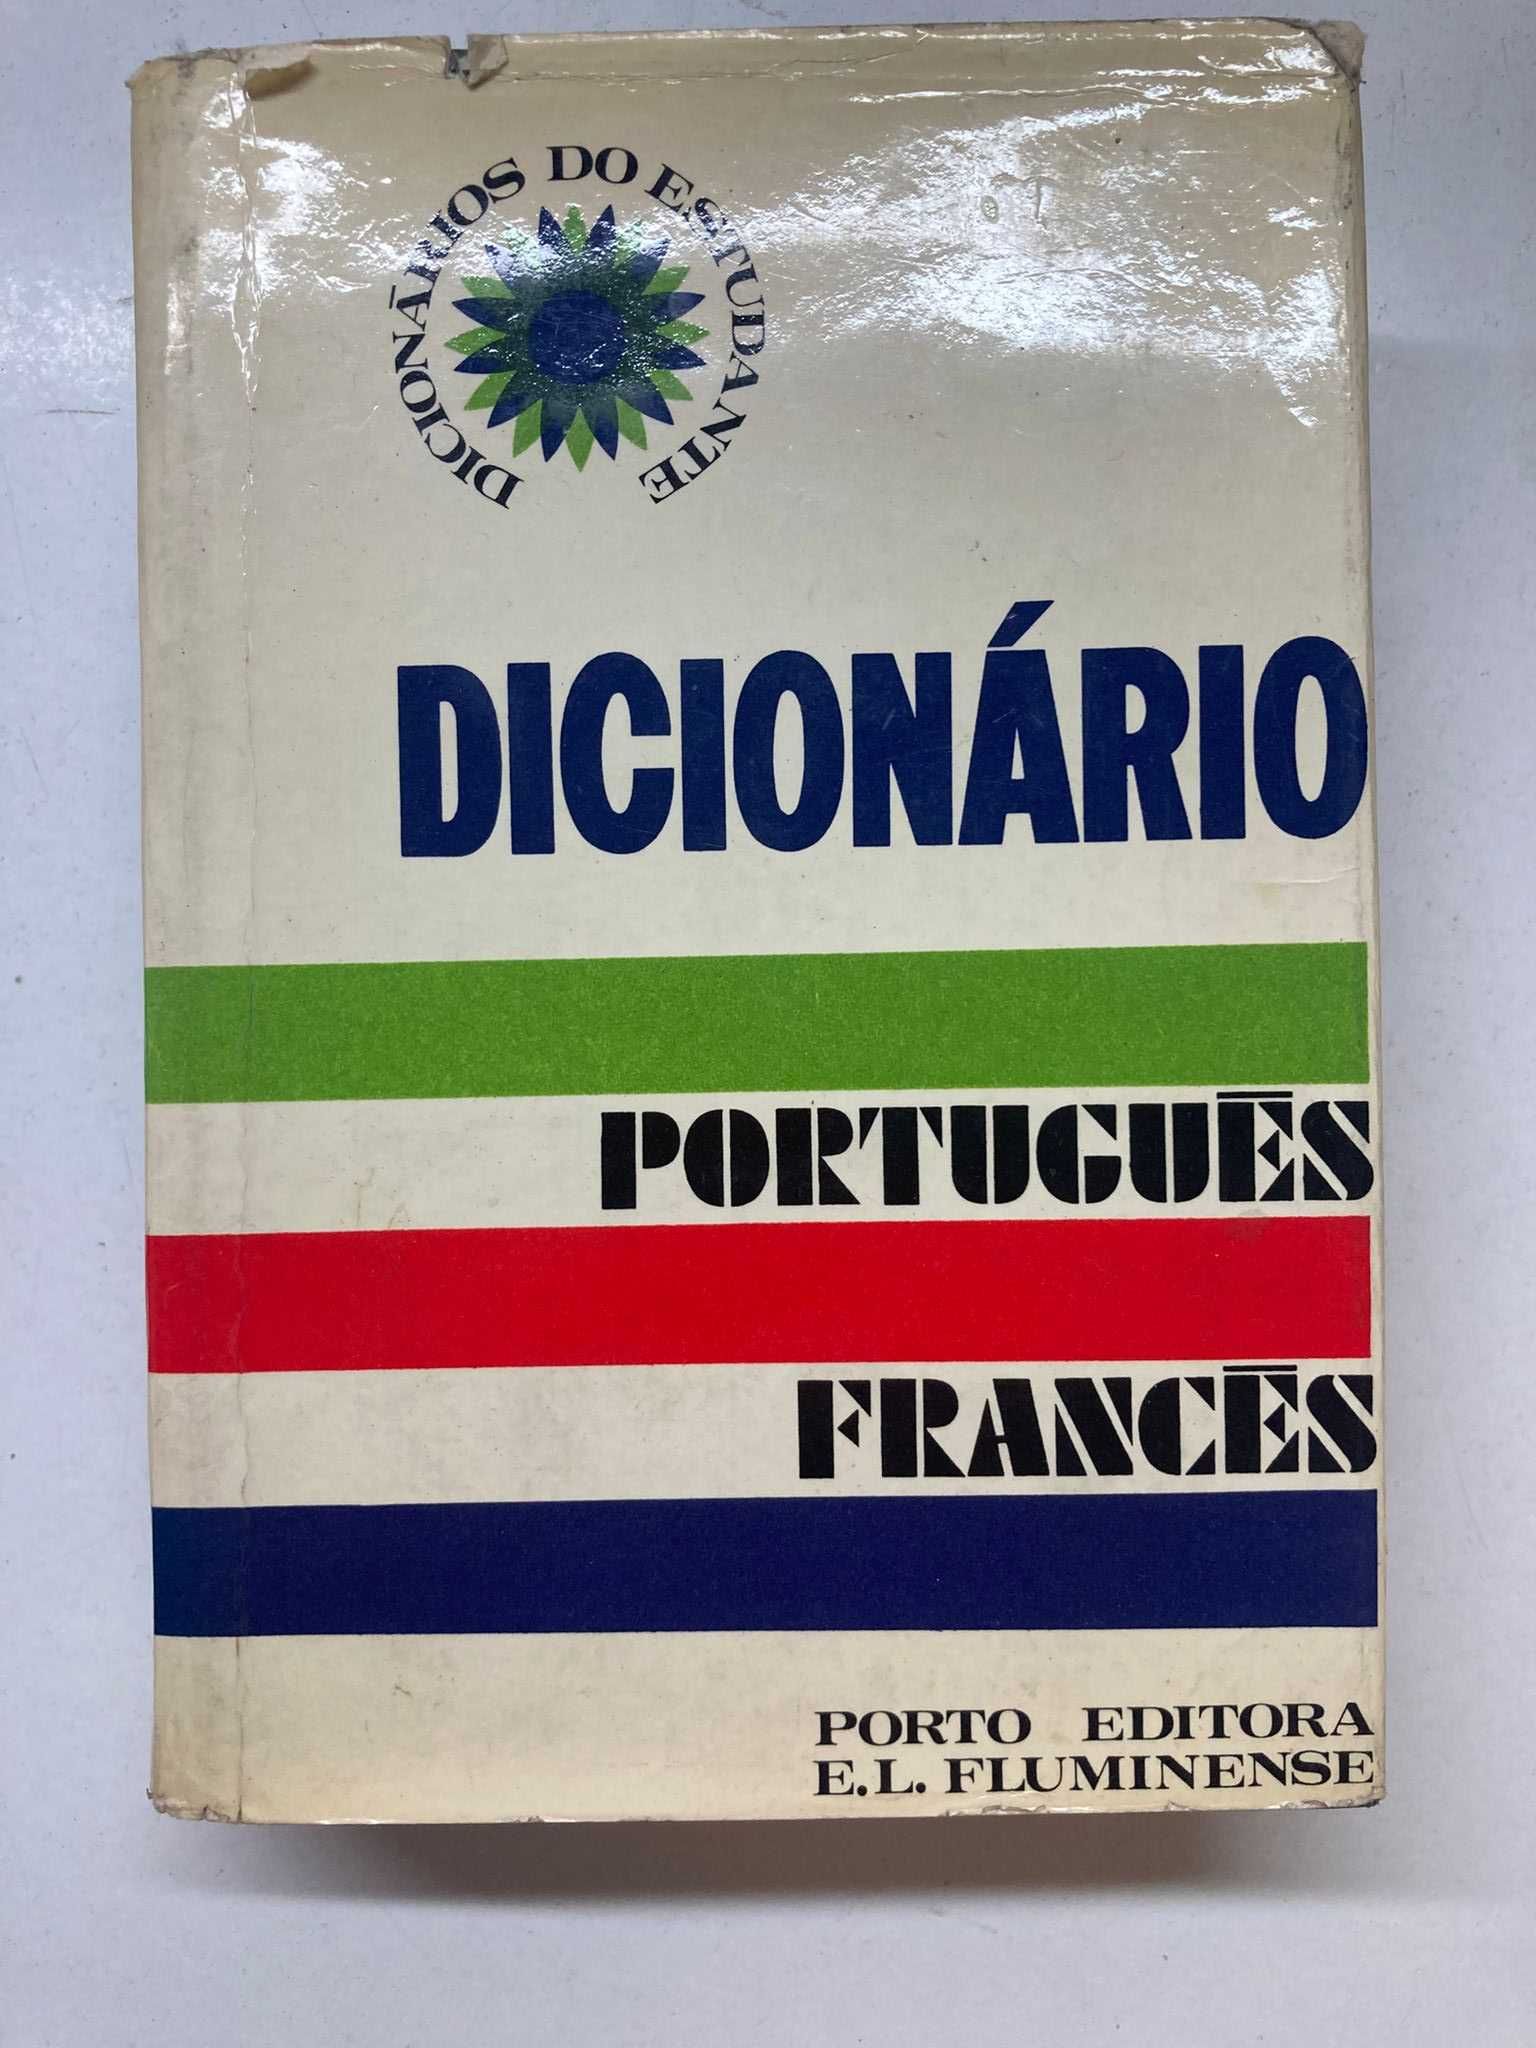 DICIONÁRIOS DO ESTUDANTE
DICIONÁRIO
PORTUGUÊS
FRANCÊS
PORTO EDITORA
E.L. FLUMINENSE